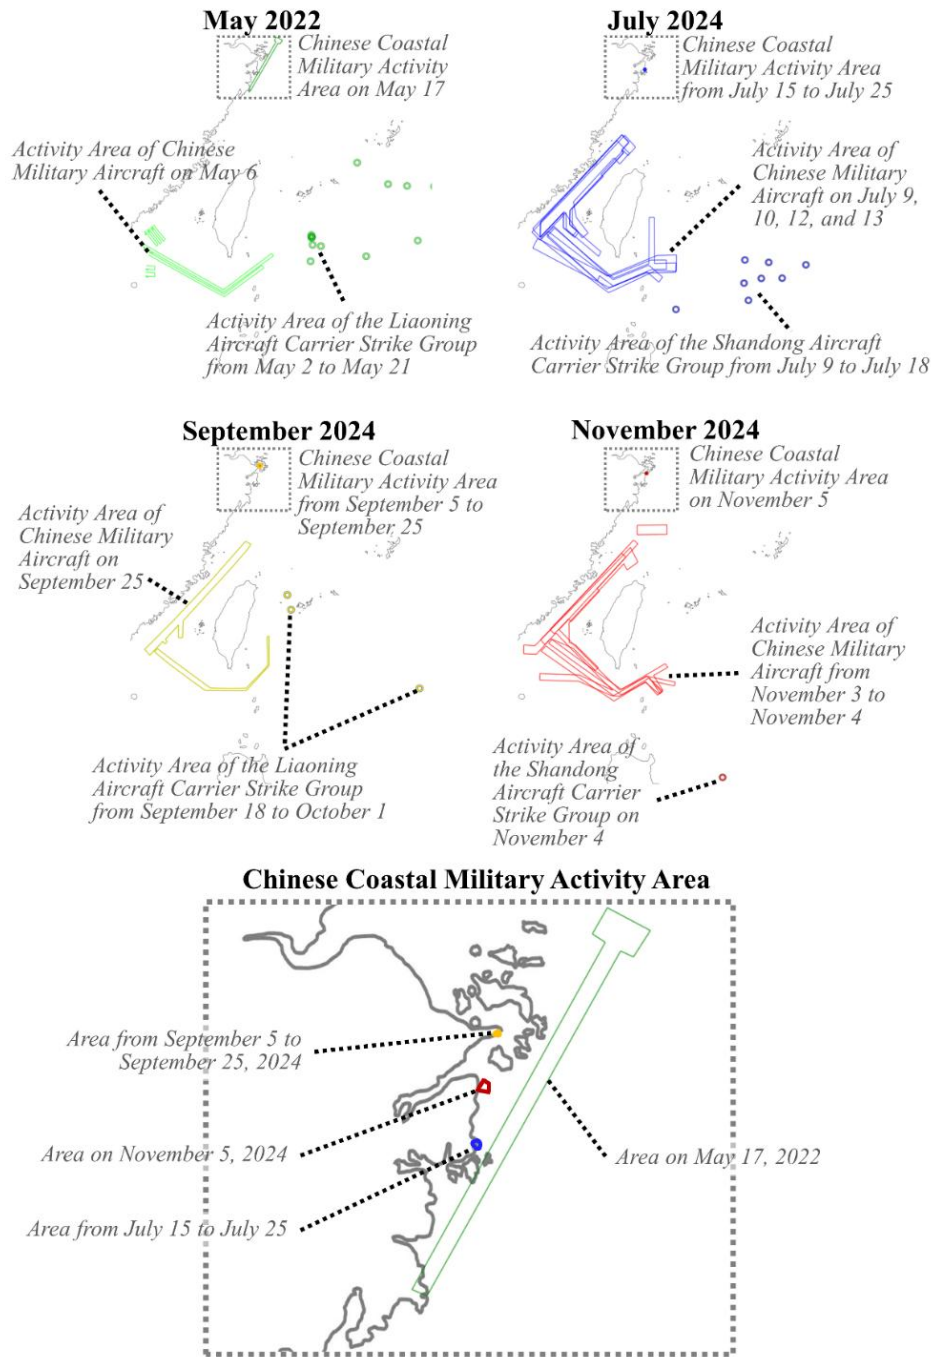 May 2022
Chinese Coastal
Military Activity
Area on May 17
Activity Area of Chinese
Military Aircraft on May 6
Activity Area of the Liaoning
Aircraft Carrier Strike Group
from May 2 to May 21
July 2024
Chinese Coastal
Military Activity Area
from July 15 to July 25
Activity Area of
Chinese Military
Aircraft on July 9,
10, 12, and 13
Activity Area of the Shandong Aircraft
Carrier Strike Group from July 9 to July 18
September 2024
Chinese Coastal
Military Activity Area
from September 5 to
September 25
Activity Area of
Chinese Military
Aircraft on
September 25
Activity Area of the Liaoning
Aircraft Carrier Strike Group
from September 18 to October 1
November 2024
Chinese Coastal
Military Activity Area
on November 5
Activity Area of
Chinese Military
Aircraft from
November 3 to
November 4
Activity Area of
the Shandong
Aircraft Carrier
Strike Group on
November 4
Chinese Coastal Military Activity Area
Area from September 5 to
September 25, 2024
Area on November 5, 2024
Area on May 17, 2022
Area from July 15 to July 25